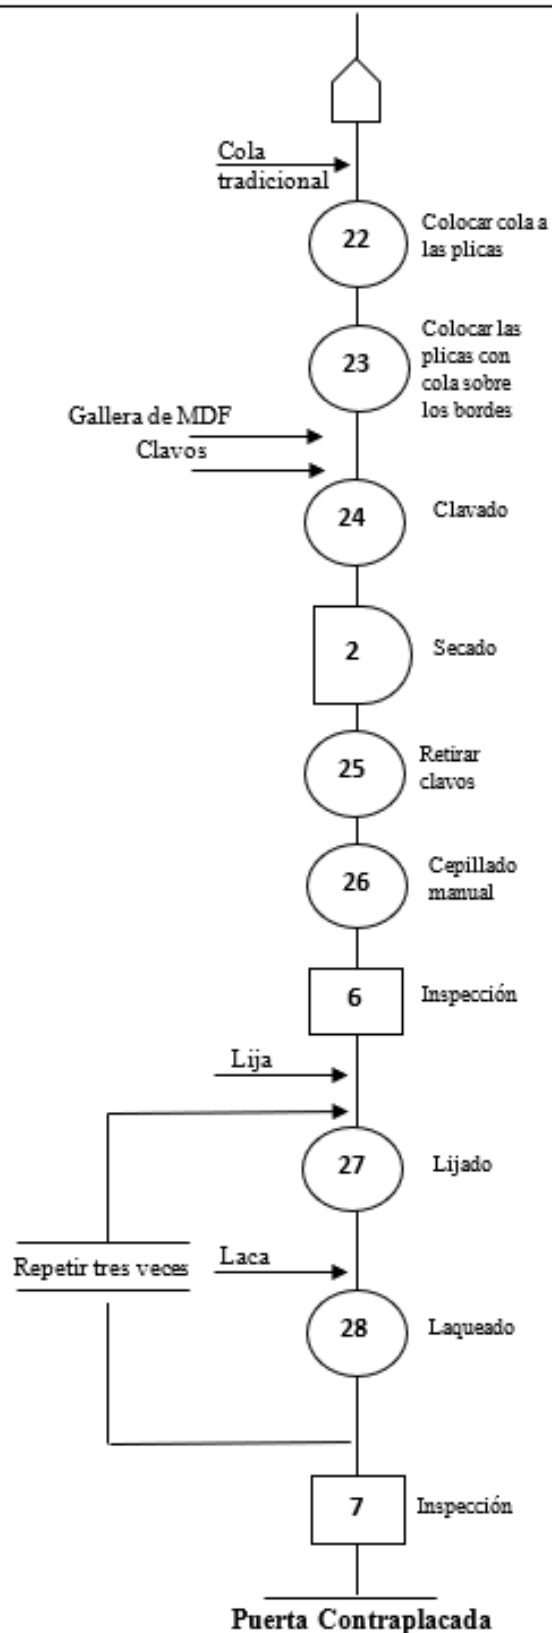 Cola
tradicional
22
Colocar cola a
las plicas
23
Colocar las
plicas con
cola sobre
los bordes
Gallera de MDF
Clavos
24
Clavado
2
Secado
25
Retirar
clavos
26
Cepillado
manual
6
Inspección
Lija
27
Lijado
Repetir tres veces
Laca
28
Laqueado
7
Inspección
Puerta Contraplacada